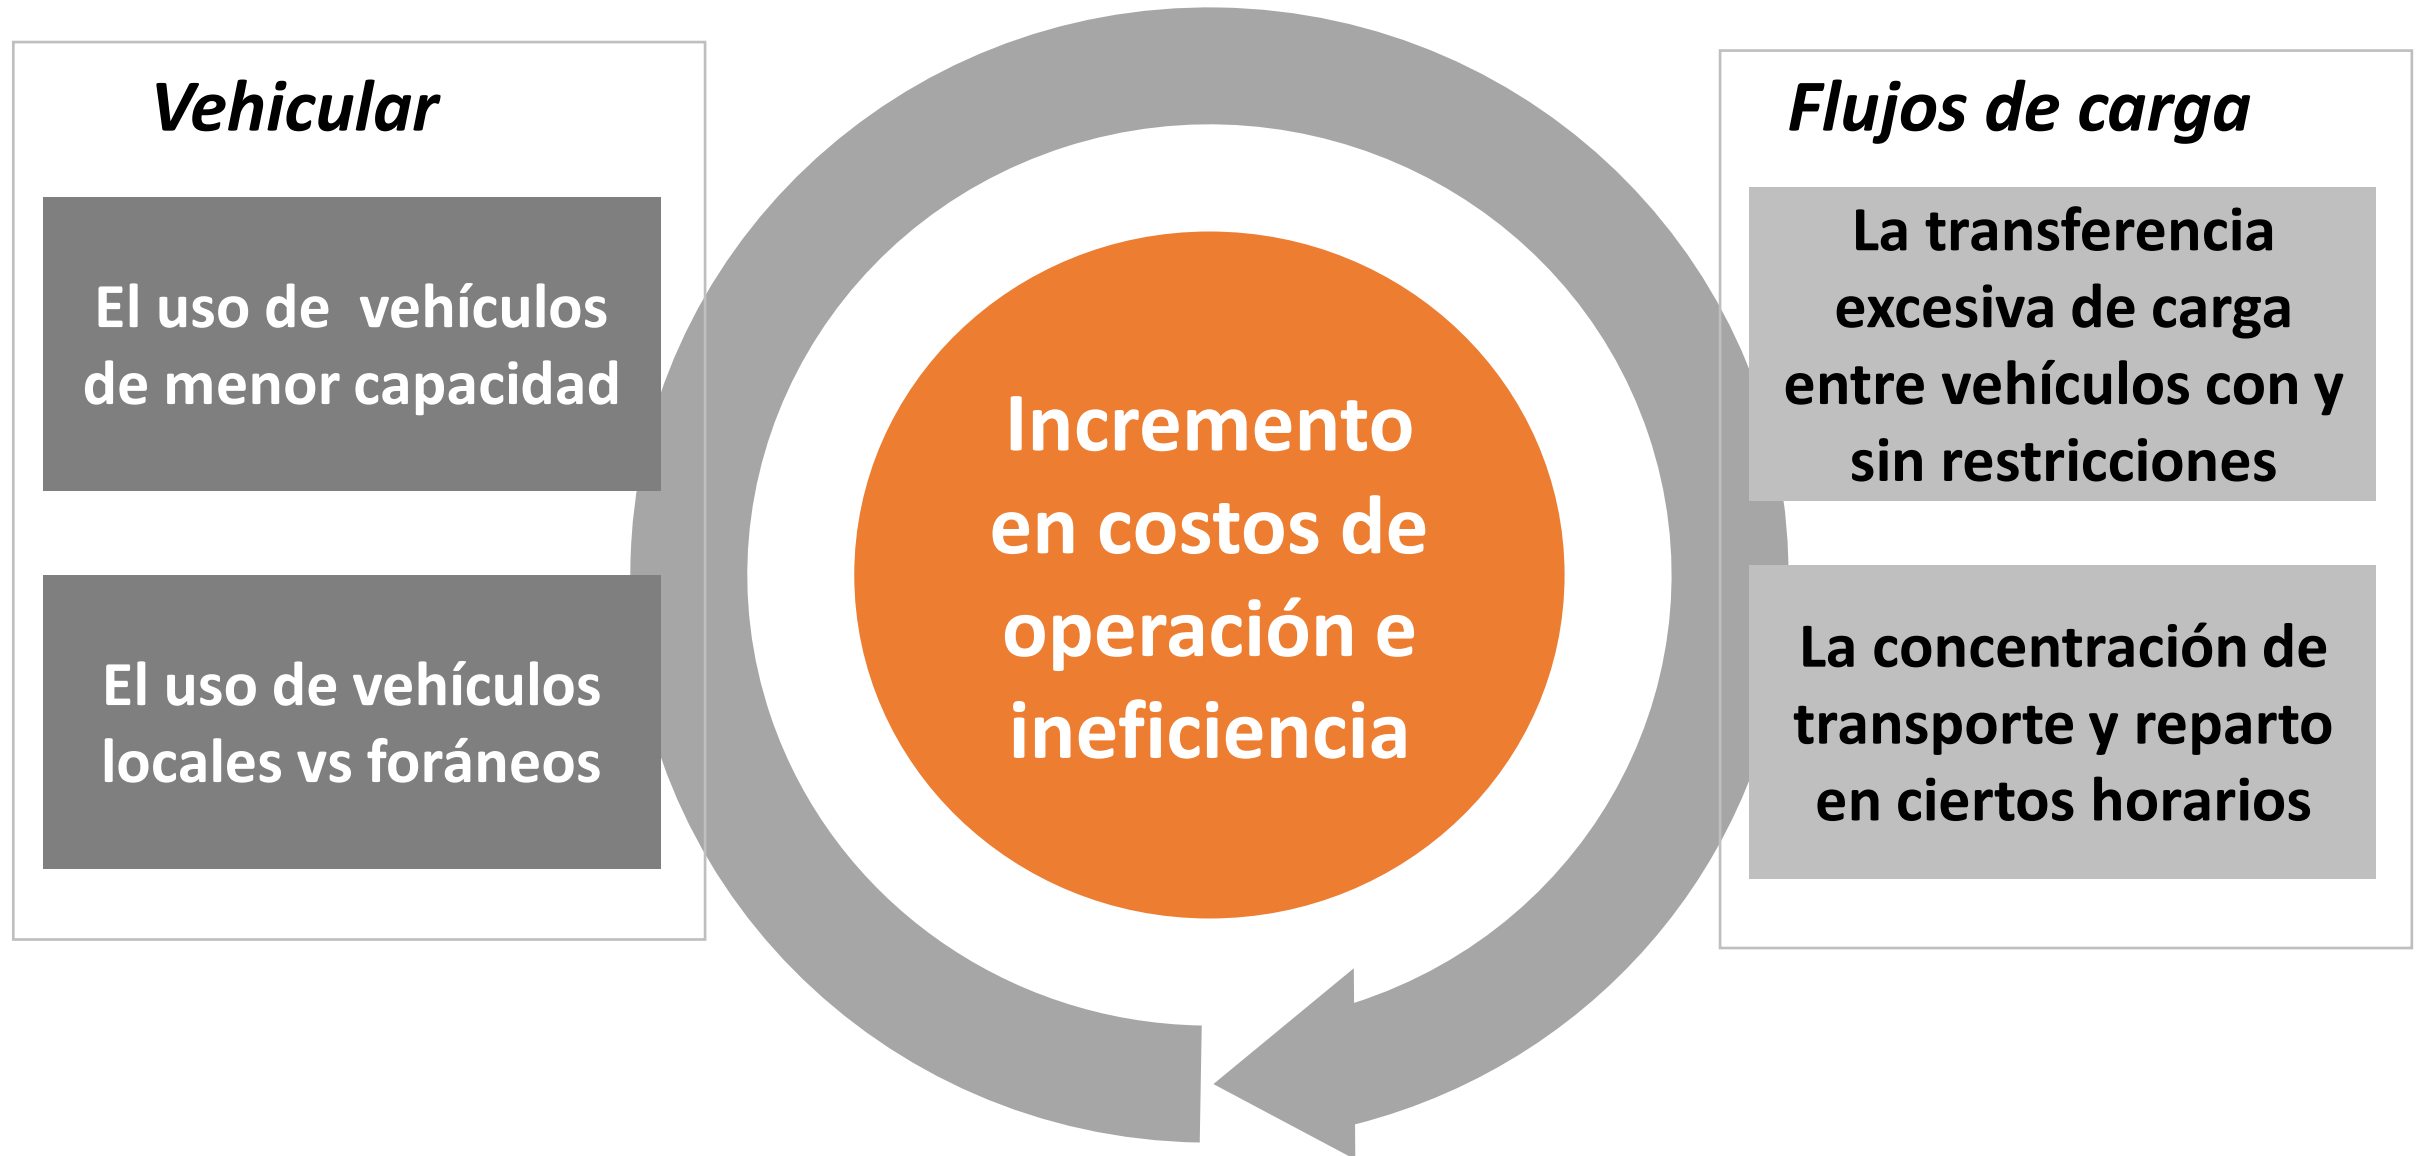 Vehicular
El uso de  vehículos
de menor capacidad
El uso de vehículos
locales vs foráneos
Incremento
en costos de
operación e
ineficiencia
Flujos de carga
La transferencia
excesiva de carga
entre vehículos con y
sin restricciones
La concentración de
transporte y reparto
en ciertos horarios